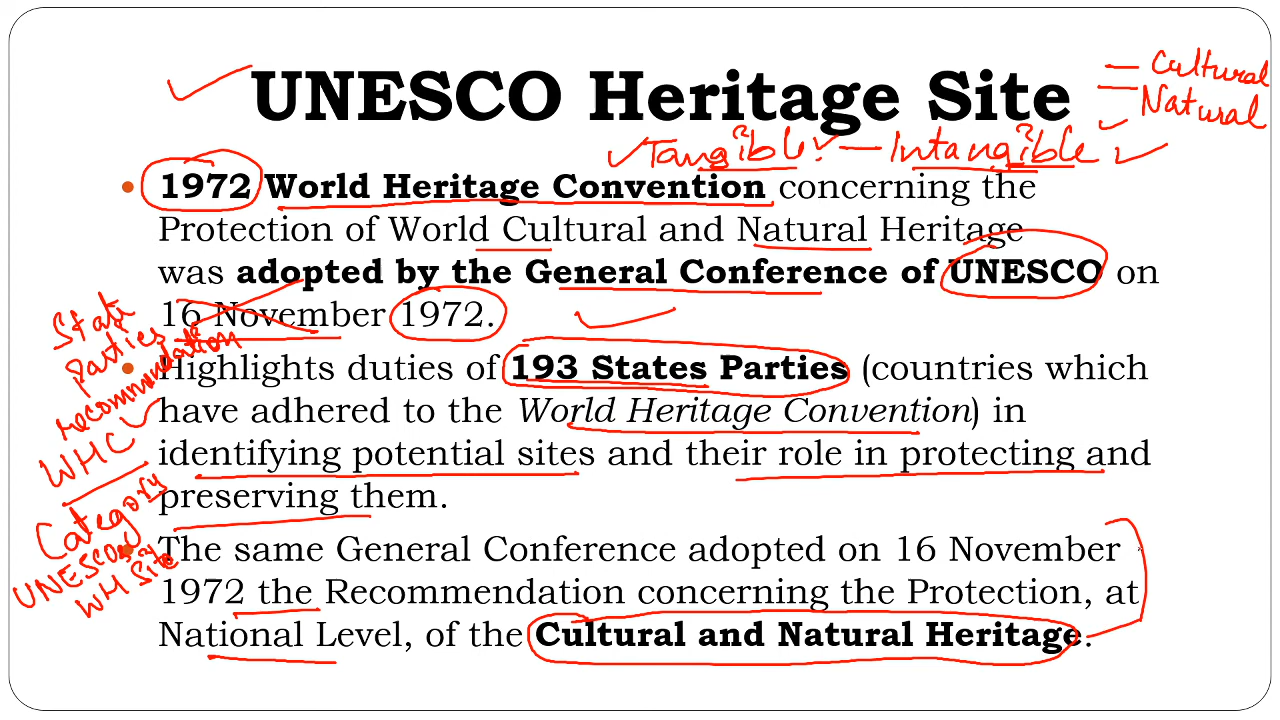 UNESCO Heritage Site
— Cultural
— Natural
Tangible? — Intangible?
• 1972 World Heritage Convention concerning the
Protection of World Cultural and Natural Heritage
was adopted by the General Conference of UNESCO on
16 November 1972.
• Highlights duties of 193 States Parties (countries which
have adhered to the World Heritage Convention) in
identifying potential sites and their role in protecting and
preserving them.
• The same General Conference adopted on 16 November
1972 the Recommendation concerning the Protection, at
National Level, of the Cultural and Natural Heritage.
State
Parties
recommendation
WHC
Category
UNESCO
WH Site